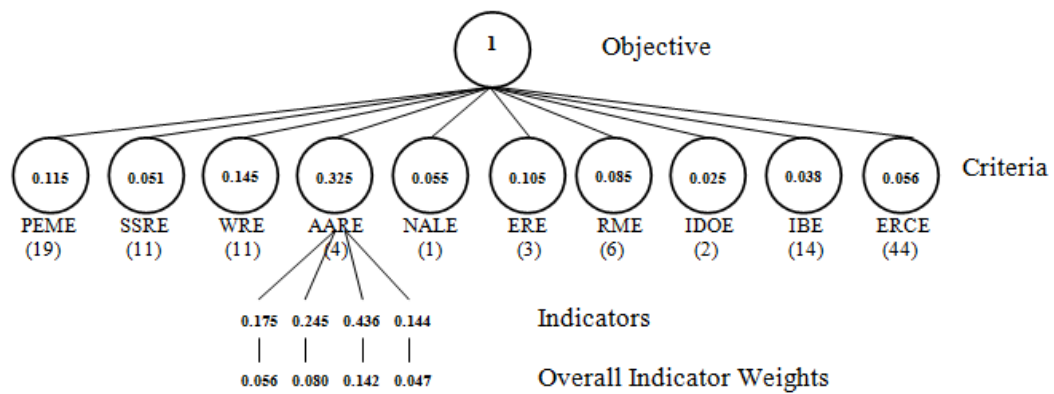 1 Objective
0.115 0.051 0.145 0.325 0.055 0.105 0.085 0.025 0.038 0.056 Criteria
PEME SSRE WRE AARE NALE ERE RME IDOE IBE ERCE
(19) (11) (11) (4) (1) (3) (6) (2) (14) (44)
0.175 0.245 0.436 0.144 Indicators
0.056 0.080 0.142 0.047 Overall Indicator Weights